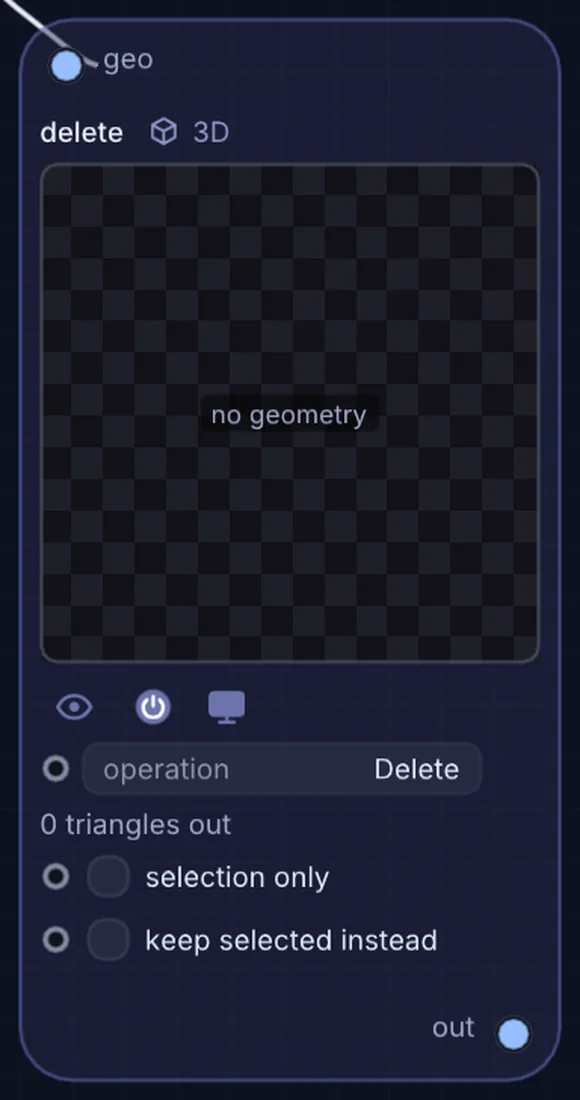 geo
delete 3D
no geometry
operation Delete
0 triangles out
selection only
keep selected instead
out